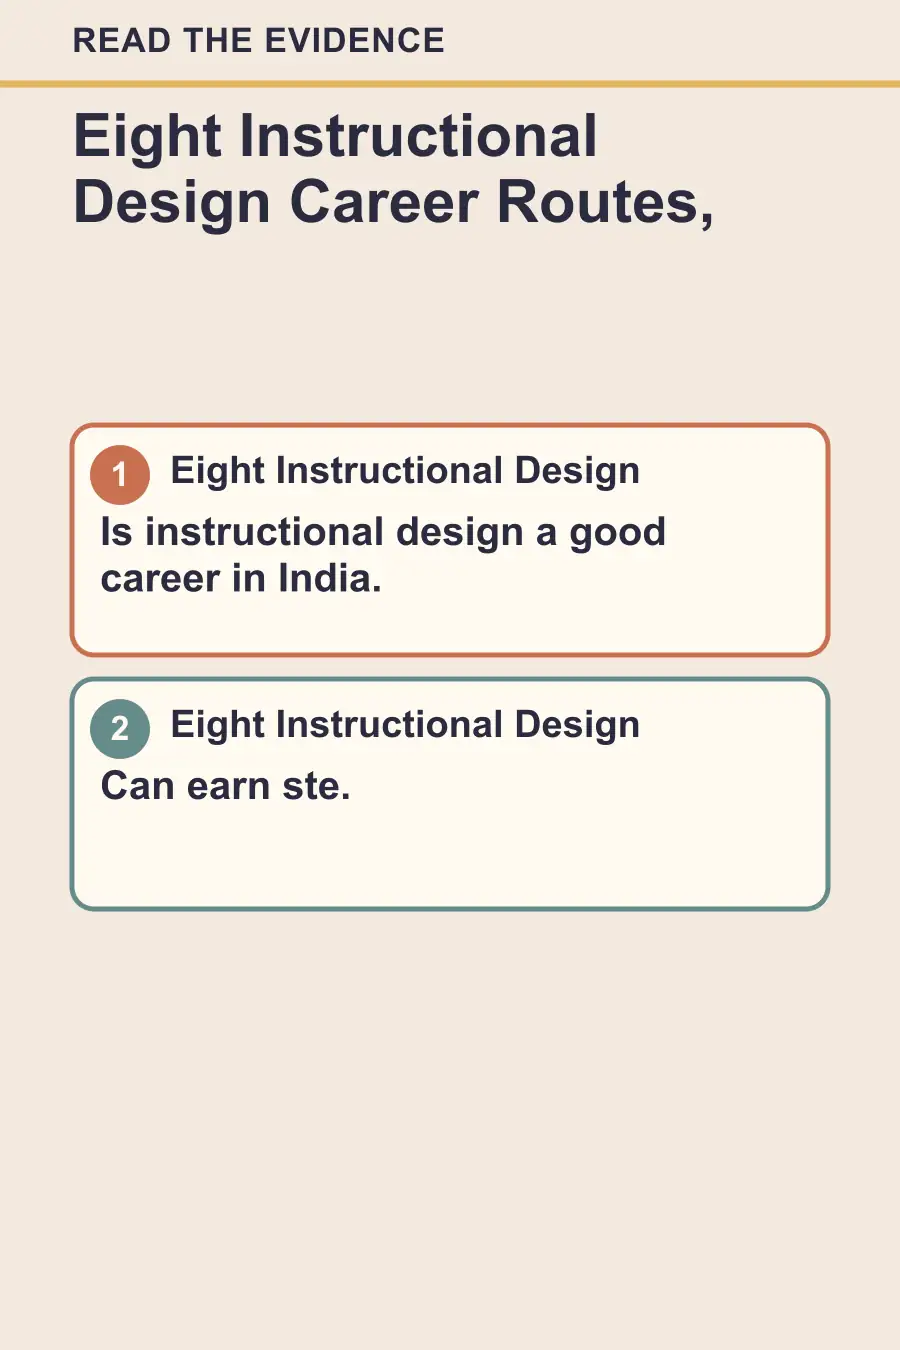 READ THE EVIDENCE
Eight Instructional
Design Career Routes,
1 Eight Instructional Design
Is instructional design a good
career in India.
2 Eight Instructional Design
Can earn ste.